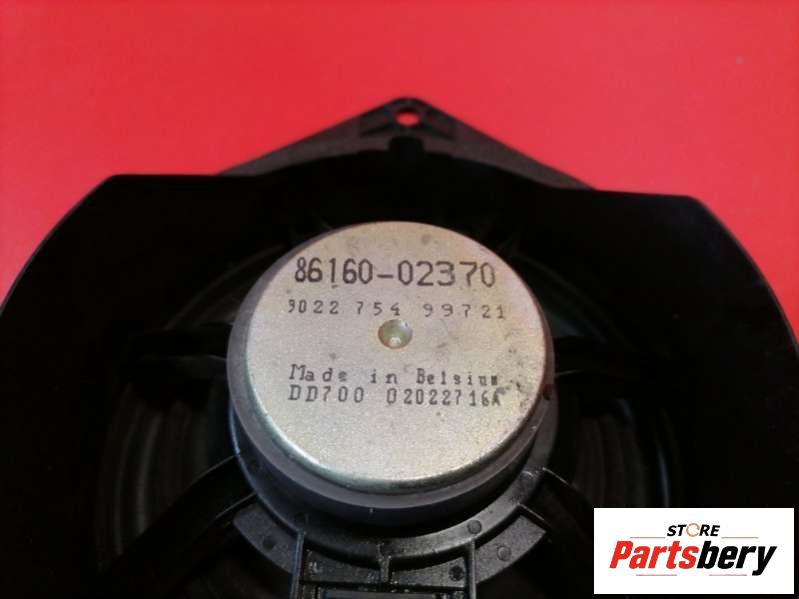 86160-02370
9022 754 99721
Made in Belgium
DD700 02022716A
STORE
Partsbery